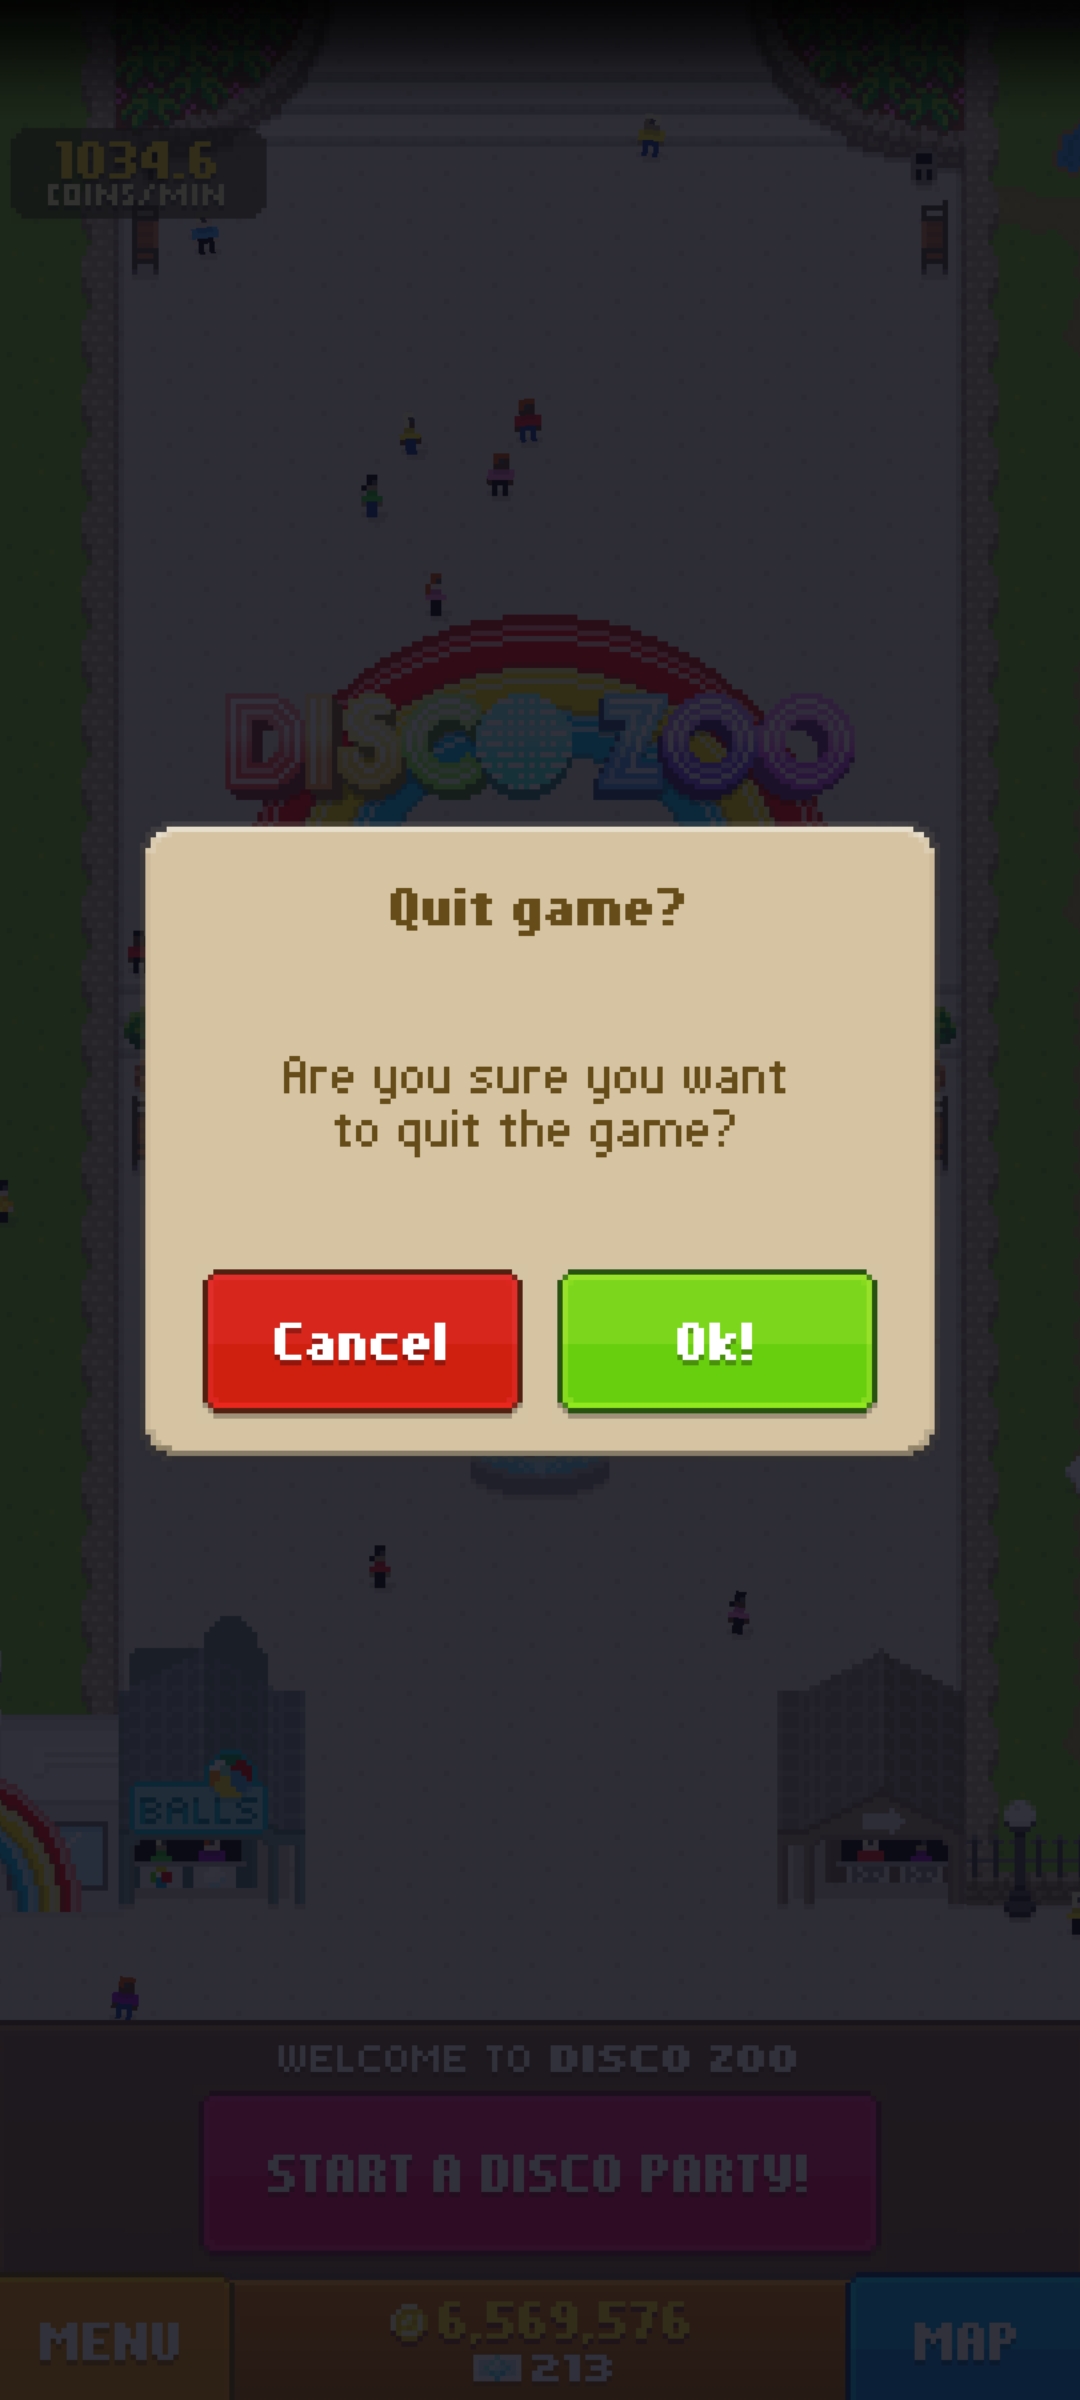 1034.6
COINS/MIN
DISCO ZOO
Quit game?
Are you sure you want
to quit the game?
Cancel
Ok!
BALLS
WELCOME TO DISCO ZOO
START A DISCO PARTY!
MENU
6,569,576
213
MAP